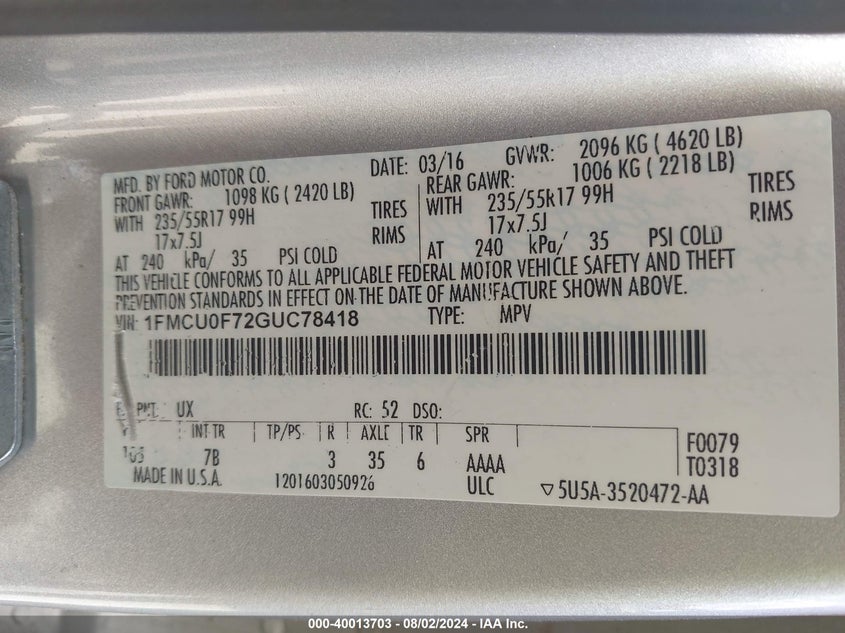 MFD. BY FORD MOTOR CO. DATE: 03/16 GVWR: 2096 KG ( 4620 LB)
FRONT GAWR: 1098 KG ( 2420 LB) REAR GAWR: 1006 KG ( 2218 LB)
WITH 235/55R17 99H TIRES WITH 235/55R17 99H TIRES
17x7.5J RIMS 17x7.5J RIMS
AT 240 kPa/ 35 PSI COLD AT 240 kPa/ 35 PSI COLD
THIS VEHICLE CONFORMS TO ALL APPLICABLE FEDERAL MOTOR VEHICLE SAFETY AND THEFT
PREVENTION STANDARDS IN EFFECT ON THE DATE OF MANUFACTURE SHOWN ABOVE.
VIN: 1FMCU0F72GUC78418 TYPE: MPV
PNT: UX RC: 52 DSO:
INT TR TP/PS R AXLE TR SPR
7B 3 35 6 AAAA
F0079
T0318
MADE IN U.S.A. 1201603050926 ULC ▽5U5A-3520472-AA
000-40013703 - 08/02/2024 - IAA Inc.